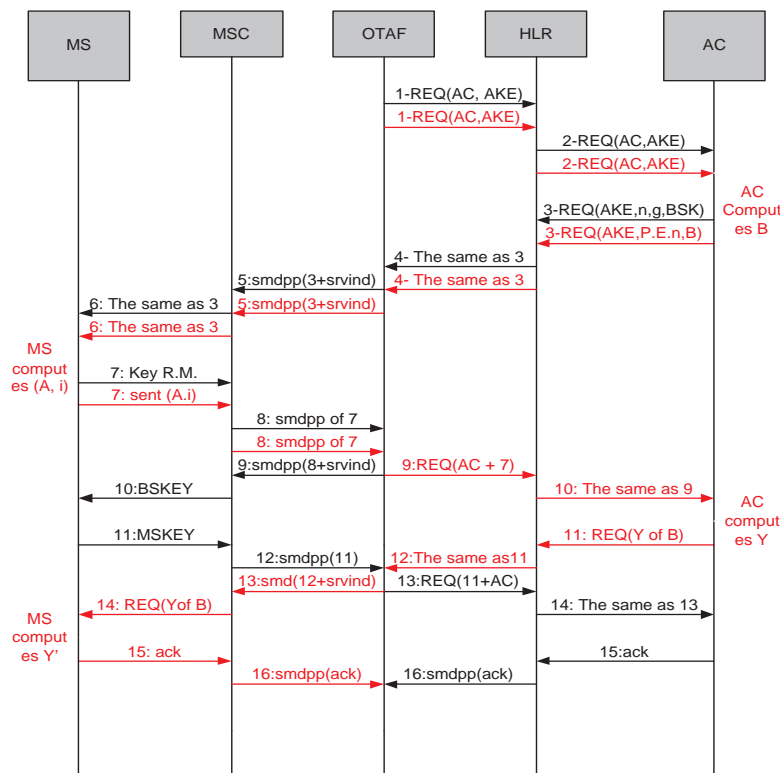 MS
MSC
OTAF
HLR
AC
1-REQ(AC, AKE)
1-REQ(AC,AKE)
2-REQ(AC,AKE)
2-REQ(AC,AKE)
AC
Comput
es B
3-REQ(AKE,n,g,BSK)
3-REQ(AKE,P.E.n,B)
4- The same as 3
5:smdpp(3+srvind)
4- The same as 3
6: The same as 3
5:smdpp(3+srvind)
6: The same as 3
MS
comput
es (A, i)
7: Key R.M.
7: sent (A.i)
8: smdpp of 7
8: smdpp of 7
9:smdpp(8+srvind)
9:REQ(AC + 7)
10:BSKEY
10: The same as 9
AC
comput
es Y
11:MSKEY
11: REQ(Y of B)
12:smdpp(11)
12:The same as11
13:smd(12+srvind)
13:REQ(11+AC)
14: REQ(Yof B)
14: The same as 13
MS
comput
es Y'
15: ack
15:ack
16:smdpp(ack)
16:smdpp(ack)